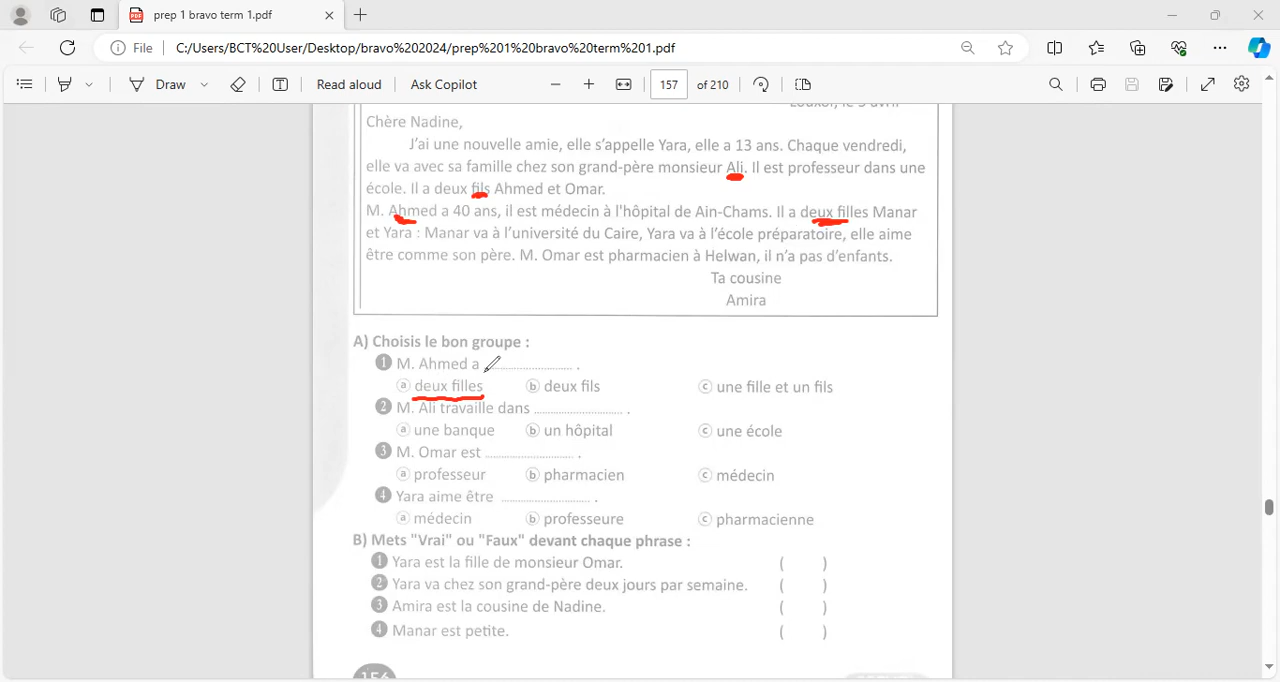 prep 1 bravo term 1.pdf
File C:/Users/BCT%20User/Desktop/bravo%202024/prep%201%20bravo%20term%201.pdf
Draw Read aloud Ask Copilot 157 of 210
Louxor, le 5 avril
Chère Nadine,
J'ai une nouvelle amie, elle s'appelle Yara, elle a 13 ans. Chaque vendredi,
elle va avec sa famille chez son grand-père monsieur Ali. Il est professeur dans une
école. Il a deux fils Ahmed et Omar.
M. Ahmed a 40 ans, il est médecin à l'hôpital de Ain-Chams. Il a deux filles Manar
et Yara : Manar va à l'université du Caire, Yara va à l'école préparatoire, elle aime
être comme son père. M. Omar est pharmacien à Helwan, il n'a pas d'enfants.
Ta cousine
Amira
A) Choisis le bon groupe :
1 M. Ahmed a .................... .
a deux filles b deux fils c une fille et un fils
2 M. Ali travaille dans ...................... .
a une banque b un hôpital c une école
3 M. Omar est ...................... .
a professeur b pharmacien c médecin
4 Yara aime être ...................... .
a médecin b professeure c pharmacienne
B) Mets "Vrai" ou "Faux" devant chaque phrase :
1 Yara est la fille de monsieur Omar. ( )
2 Yara va chez son grand-père deux jours par semaine. ( )
3 Amira est la cousine de Nadine. ( )
4 Manar est petite. ( )
156